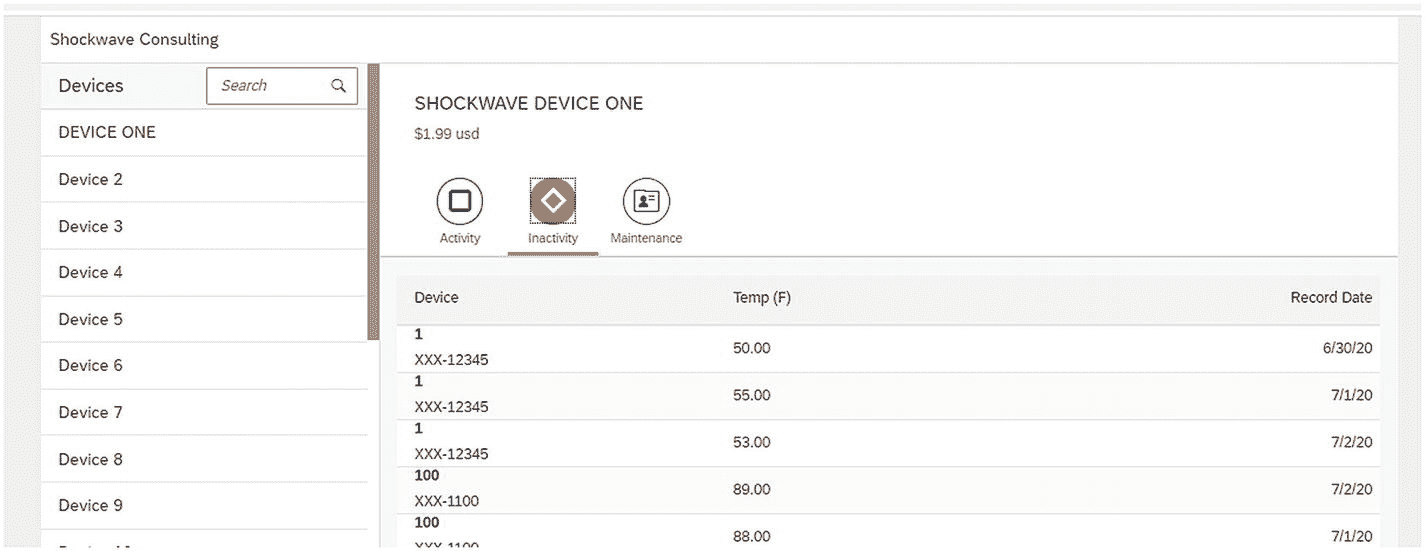 Shockwave Consulting
Devices
Search
DEVICE ONE
Device 2
Device 3
Device 4
Device 5
Device 6
Device 7
Device 8
Device 9
SHOCKWAVE DEVICE ONE
$1.99 usd
Activity Inactivity Maintenance
Device Temp (F) Record Date
1
XXX-12345 50.00 6/30/20
1
XXX-12345 55.00 7/1/20
1
XXX-12345 53.00 7/2/20
100
XXX-1100 89.00 7/2/20
100
XXX-1100 88.00 7/1/20